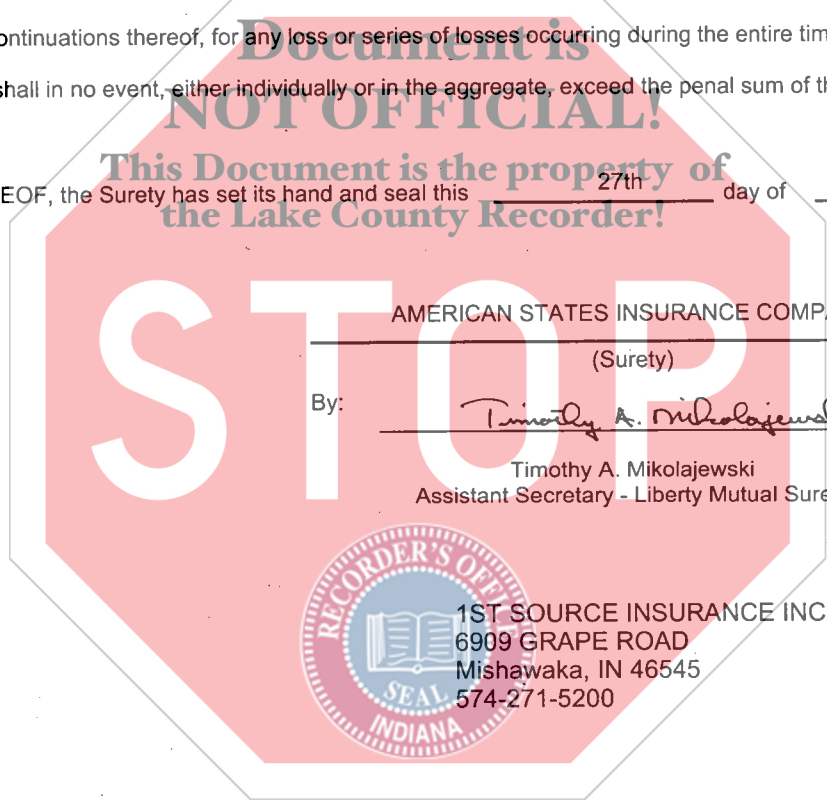 ontinuations thereof, for any loss or series of losses occurring during the entire tim
Document is
shall in no event, either individually or in the aggregate, exceed the penal sum of th
NOT OFFICIAL!
This Document is the property of
EOF, the Surety has set its hand and seal this 27th day of
the Lake County Recorder!
STOP
AMERICAN STATES INSURANCE COMPA
(Surety)
By: Timothy A. Mikolajews
Timothy A. Mikolajewski
Assistant Secretary - Liberty Mutual Sure
RECORDER'S OFFICE
1ST SOURCE INSURANCE INC
6909 GRAPE ROAD
Mishawaka, IN 46545
574-271-5200
SEAL
INDIANA